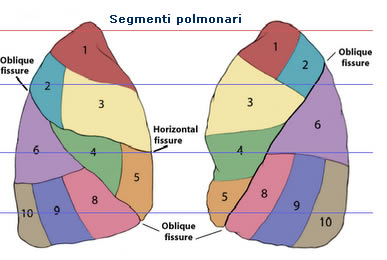 Segmenti polmonari
1
Oblique
fissure
2
3
Horizontal
fissure
4
6
5
8
9
10
Oblique
fissure
1
2
Oblique
fissure
3
6
4
5
8
9
10